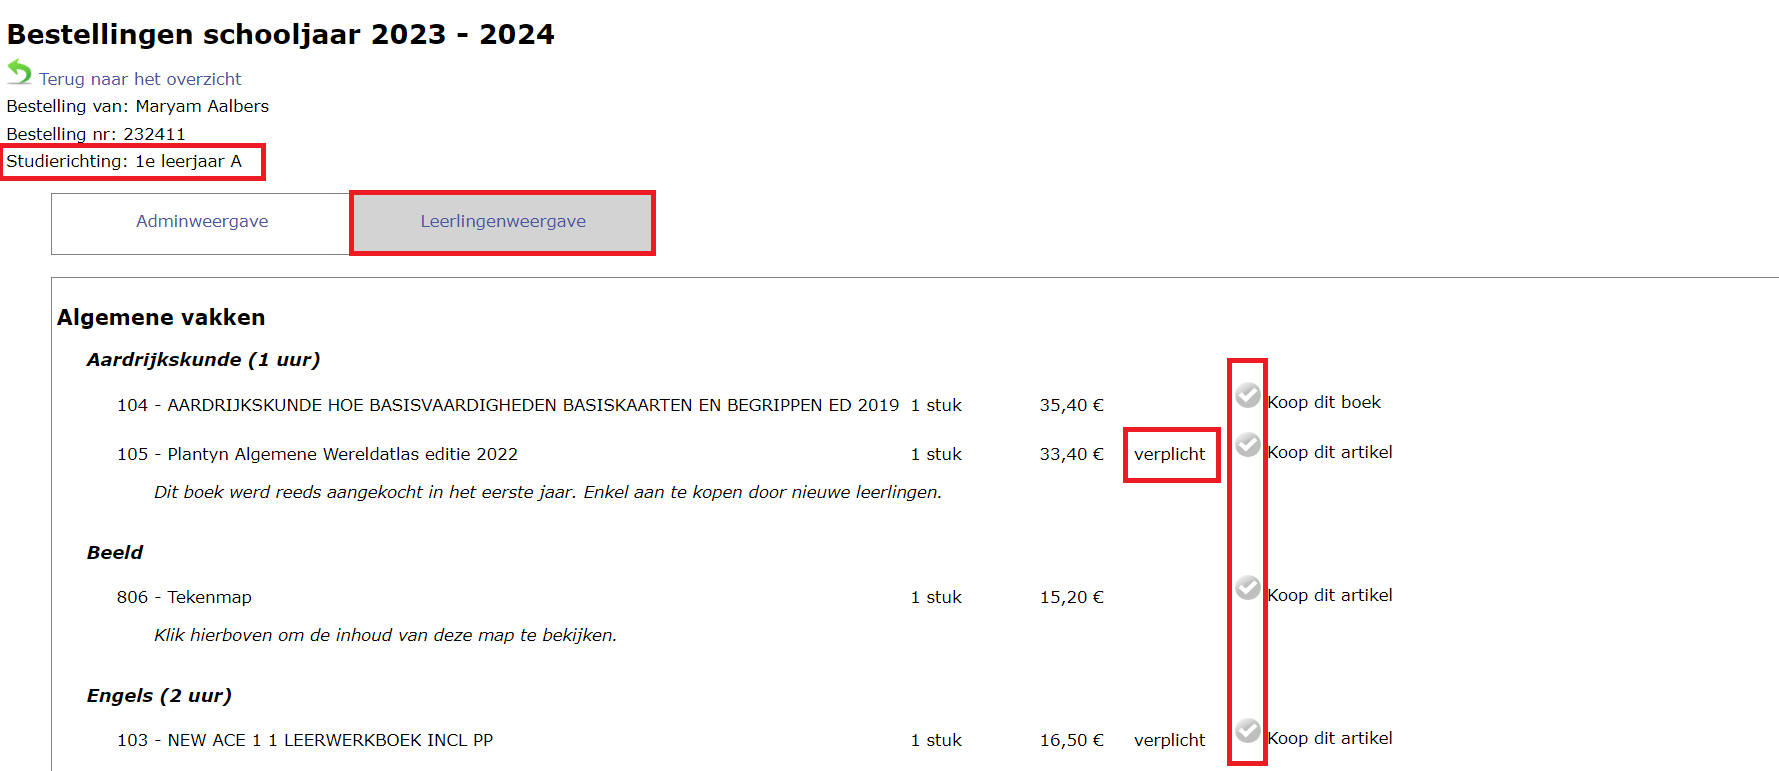 Bestellingen schooljaar 2023 - 2024
Terug naar het overzicht
Bestelling van: Maryam Aalbers
Bestelling nr: 232411
Studierichting: 1e leerjaar A
Adminweergave Leerlingenweergave
Algemene vakken
Aardrijkskunde (1 uur)
104 - AARDRIJKSKUNDE HOE BASISVAARDIGHEDEN BASISKAARTEN EN BEGRIPPEN ED 2019 1 stuk 35,40 € Koop dit boek
105 - Plantyn Algemene Wereldatlas editie 2022 1 stuk 33,40 € verplicht Koop dit artikel
Dit boek werd reeds aangekocht in het eerste jaar. Enkel aan te kopen door nieuwe leerlingen.
Beeld
806 - Tekenmap 1 stuk 15,20 € Koop dit artikel
Klik hierboven om de inhoud van deze map te bekijken.
Engels (2 uur)
103 - NEW ACE 1 1 LEERWERKBOEK INCL PP 1 stuk 16,50 € verplicht Koop dit artikel